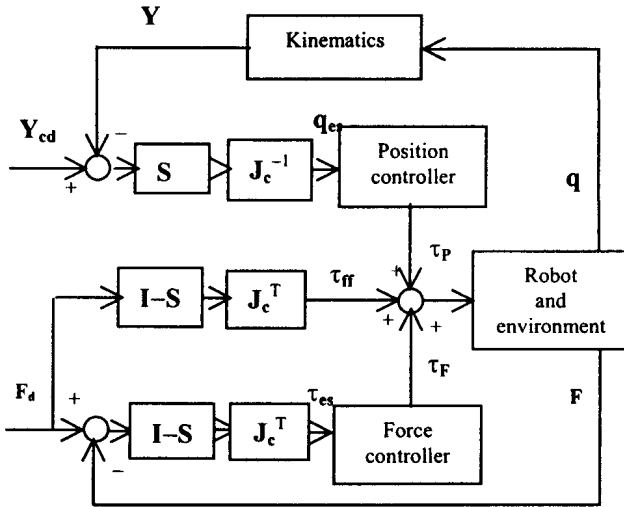 Y
Kinematics
Y_cd
−
+
S
J_c^−1
q_es
Position
controller
q
τ_P
+
I−S
J_c^T
τ_ff
+
+
Robot
and
environment
τ_F
F
F_d
+
−
I−S
J_c^T
τ_es
Force
controller